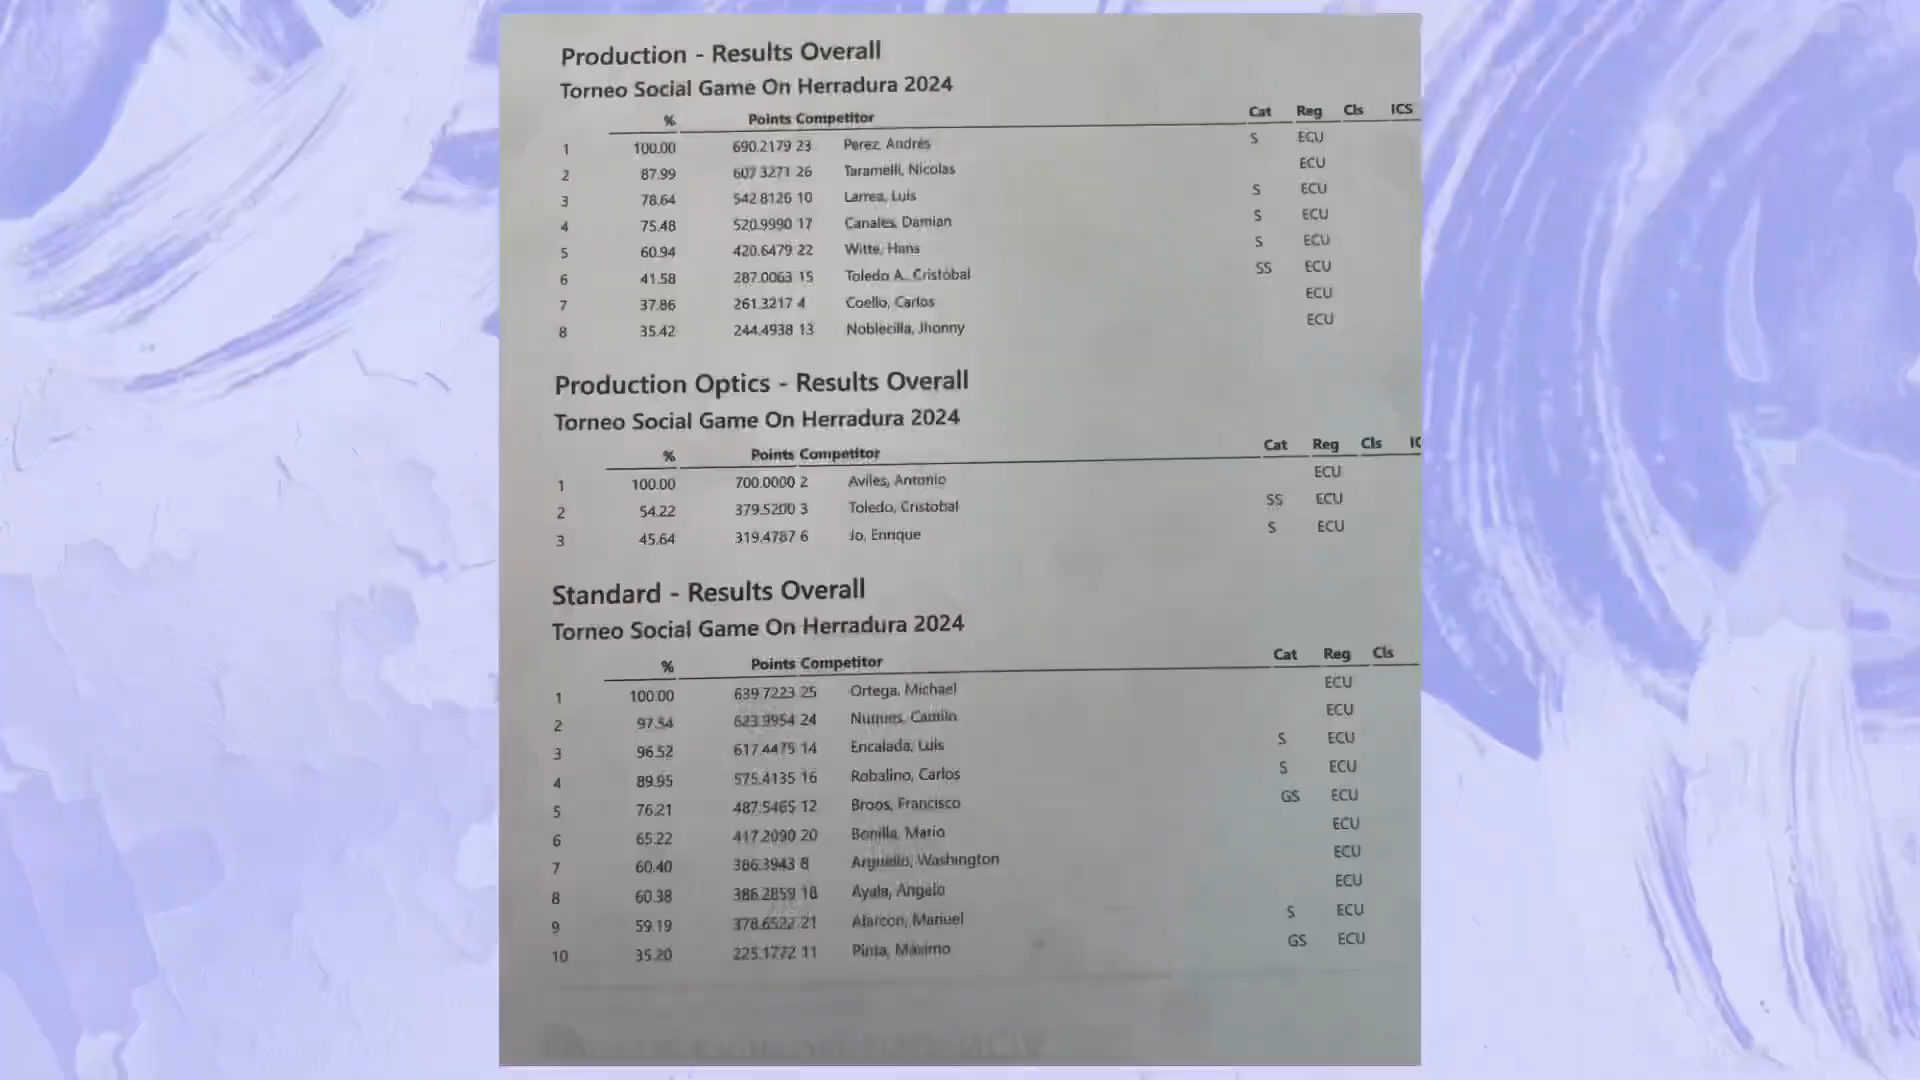 Production - Results Overall
Torneo Social Game On Herradura 2024
% Points Competitor Cat Reg Cls ICS
1 100.00 690.2179 23 Perez, Andrés S ECU
2 87.99 607.3271 26 Taramelli, Nicolas ECU
3 78.64 542.8126 10 Larrea, Luis S ECU
4 75.48 520.9990 17 Canales, Damian S ECU
5 60.94 420.6479 22 Witte, Hans S ECU
6 41.58 287.0063 15 Toledo A., Cristóbal SS ECU
7 37.86 261.3217 4 Coello, Carlos ECU
8 35.42 244.4938 13 Noblecilla, Jhonny ECU
Production Optics - Results Overall
Torneo Social Game On Herradura 2024
% Points Competitor Cat Reg Cls IC
1 100.00 700.0000 2 Aviles, Antonio ECU
2 54.22 379.5200 3 Toledo, Cristobal SS ECU
3 45.64 319.4787 6 Jo, Enrique S ECU
Standard - Results Overall
Torneo Social Game On Herradura 2024
% Points Competitor Cat Reg Cls
1 100.00 639.7223 25 Ortega, Michael ECU
2 97.54 623.9954 24 Nuques, Camilo ECU
3 96.52 617.4475 14 Encalada, Luis S ECU
4 89.95 575.4135 16 Robalino, Carlos S ECU
5 76.21 487.5465 12 Broos, Francisco GS ECU
6 65.22 417.2090 20 Bonilla, Mario ECU
7 60.40 386.3943 8 Arguello, Washington ECU
8 60.38 386.2859 18 Ayala, Angelo ECU
9 59.19 378.6522 21 Alarcon, Manuel S ECU
10 35.20 225.1772 11 Pinta, Máximo GS ECU